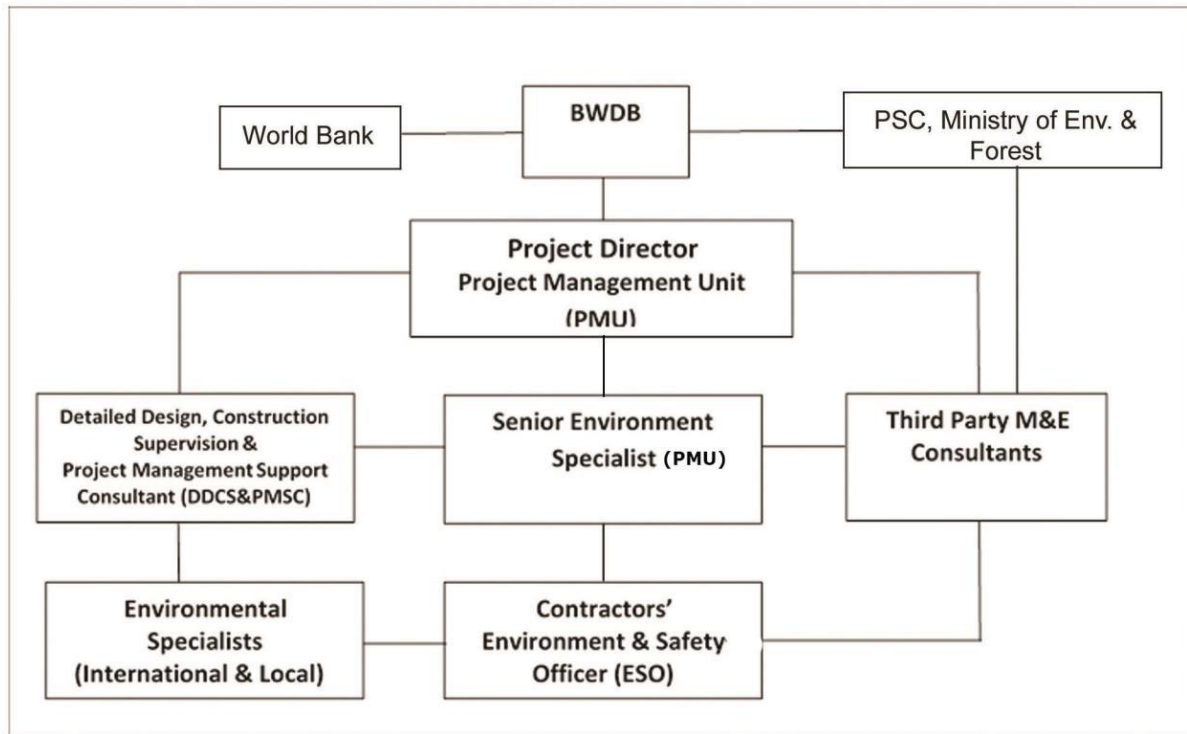 World Bank
BWDB
PSC, Ministry of Env. &
Forest
Project Director
Project Management Unit
(PMU)
Detailed Design, Construction
Supervision &
Project Management Support
Consultant (DDCS&PMSC)
Senior Environment
Specialist (PMU)
Third Party M&E
Consultants
Environmental
Specialists
(International & Local)
Contractors’
Environment & Safety
Officer (ESO)